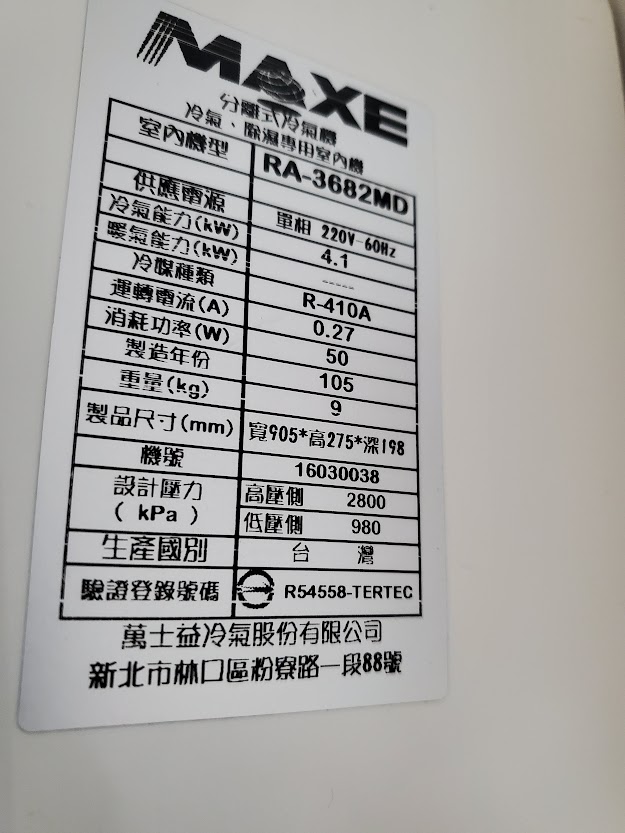 MAXE
分離式冷氣機
冷氣、除濕專用室內機
室內機型 RA-3682MD
供應電源 單相 220V-60Hz
冷氣能力(kW) 4.1
暖氣能力(kW) -----
冷媒種類 R-410A
運轉電流(A) 0.27
消耗功率(W) 50
製造年份 105
重量(kg) 9
製品尺寸(mm) 寬905*高275*深198
機號 16030038
設計壓力 高壓側 2800
( kPa ) 低壓側 980
生產國別 台 灣
驗證登錄號碼 R54558-TERTEC
萬士益冷氣股份有限公司
新北市林口區粉寮路一段88號